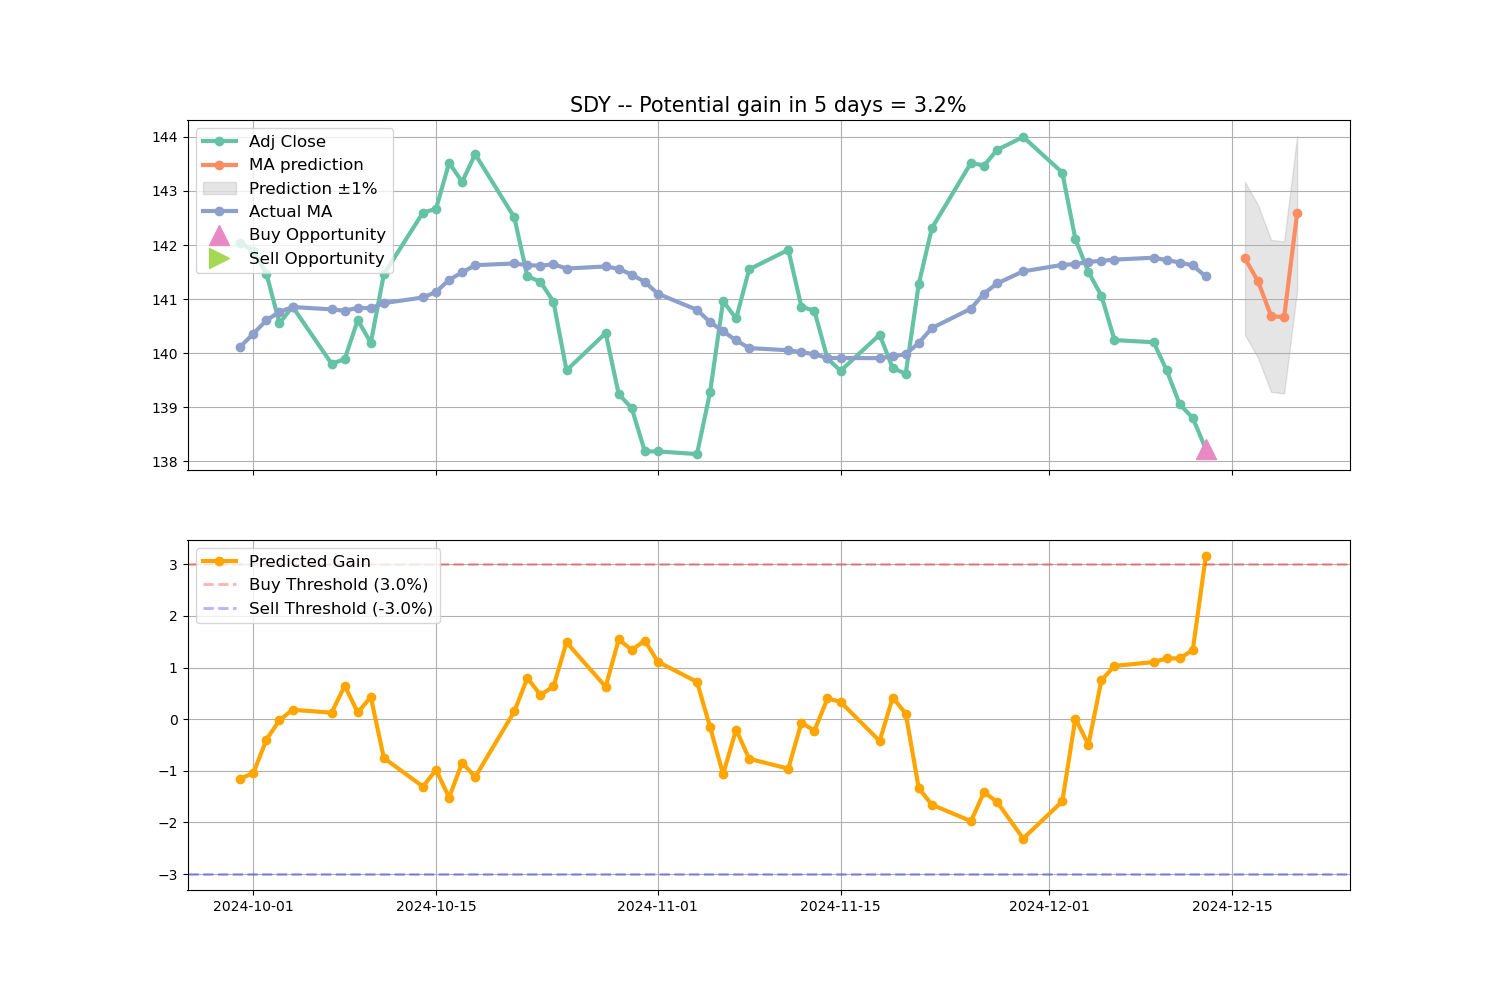 SDY -- Potential gain in 5 days = 3.2%
144
143
142
141
140
139
138
Adj Close
MA prediction
Prediction ±1%
Actual MA
Buy Opportunity
Sell Opportunity
3
2
1
0
−1
−2
−3
Predicted Gain
Buy Threshold (3.0%)
Sell Threshold (-3.0%)
2024-10-01
2024-10-15
2024-11-01
2024-11-15
2024-12-01
2024-12-15